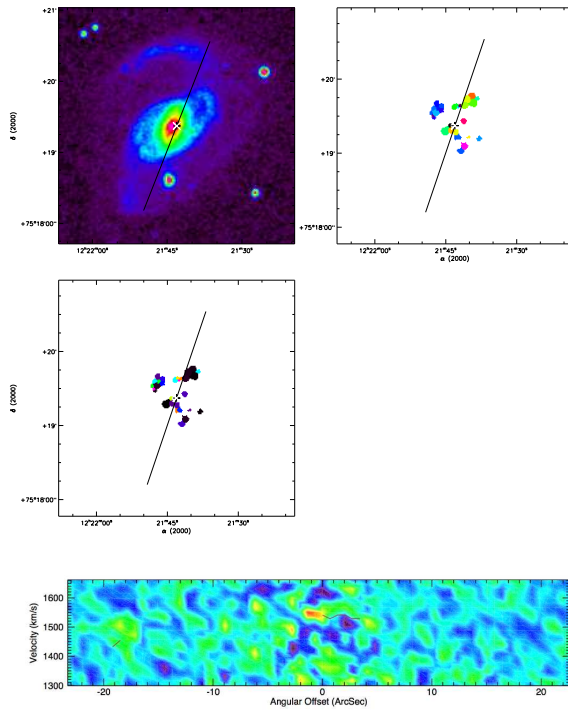 +21'
+20'
+19'
+75°18'00"
δ (2000)
12ʰ22ᵐ00ˢ
21ᵐ45ˢ
21ᵐ30ˢ
+20'
+19'
+75°18'00"
δ (2000)
12ʰ22ᵐ00ˢ
21ᵐ45ˢ
21ᵐ30ˢ
α (2000)
+20'
+19'
+75°18'00"
δ (2000)
12ʰ22ᵐ00ˢ
21ᵐ45ˢ
21ᵐ30ˢ
α (2000)
Velocity (km/s)
1600
1500
1400
1300
-20
-10
0
10
20
Angular Offset (ArcSec)